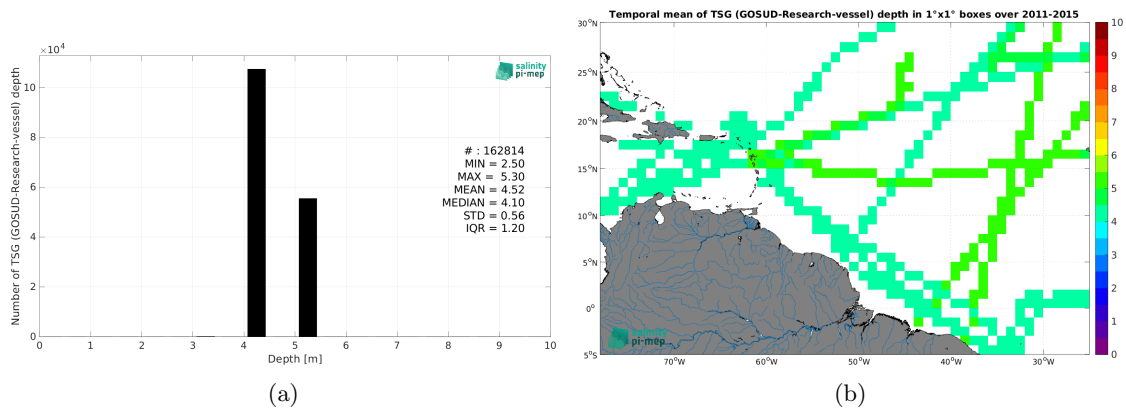 ×10⁴
Number of TSG (GOSUD-Research-vessel) depth
10
8
6
4
2
0
0 1 2 3 4 5 6 7 8 9 10
Depth [m]
salinity
pi-mep
# : 162814
MIN = 2.50
MAX = 5.30
MEAN = 4.52
MEDIAN = 4.10
STD = 0.56
IQR = 1.20
(a)
Temporal mean of TSG (GOSUD-Research-vessel) depth in 1°x1° boxes over 2011-2015
30°N
25°N
20°N
15°N
10°N
5°N
0°
5°S
70°W 60°W 50°W 40°W 30°W
salinity
pi-mep
10
9
8
7
6
5
4
3
2
1
0
(b)